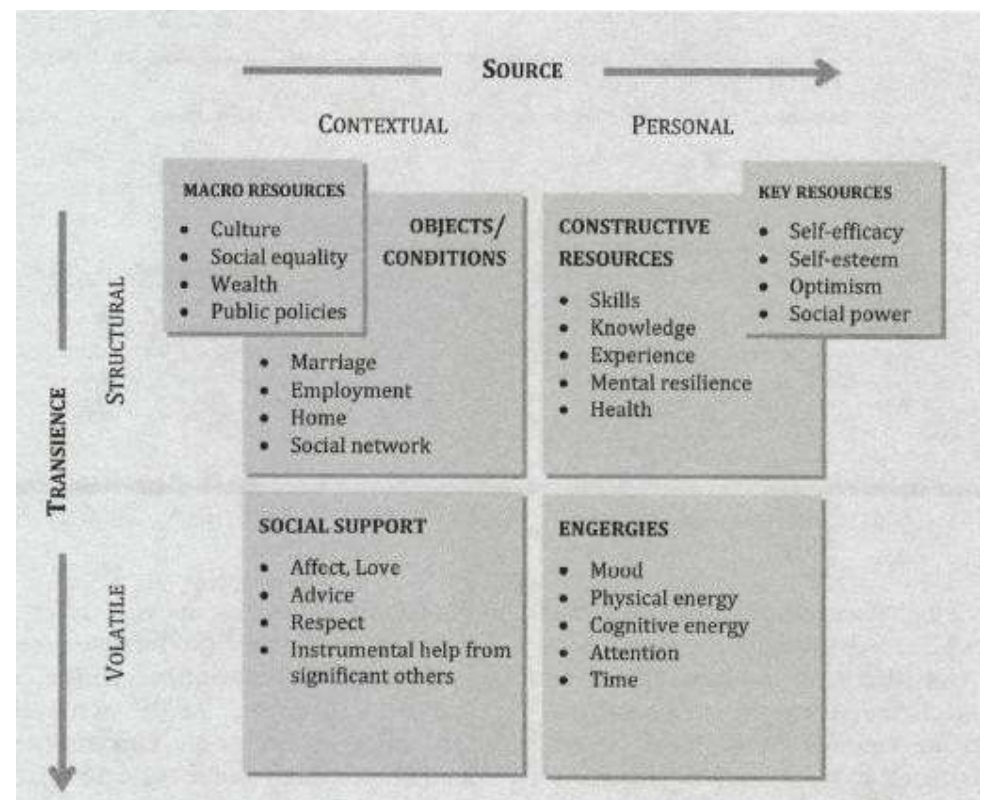 SOURCE
CONTEXTUAL
PERSONAL
TRANSIENCE
STRUCTURAL
VOLATILE
MACRO RESOURCES
• Culture
• Social equality
• Wealth
• Public policies
OBJECTS/
CONDITIONS
• Marriage
• Employment
• Home
• Social network
CONSTRUCTIVE
RESOURCES
• Skills
• Knowledge
• Experience
• Mental resilience
• Health
KEY RESOURCES
• Self-efficacy
• Self-esteem
• Optimism
• Social power
SOCIAL SUPPORT
• Affect, Love
• Advice
• Respect
• Instrumental help from
significant others
ENGERGIES
• Mood
• Physical energy
• Cognitive energy
• Attention
• Time